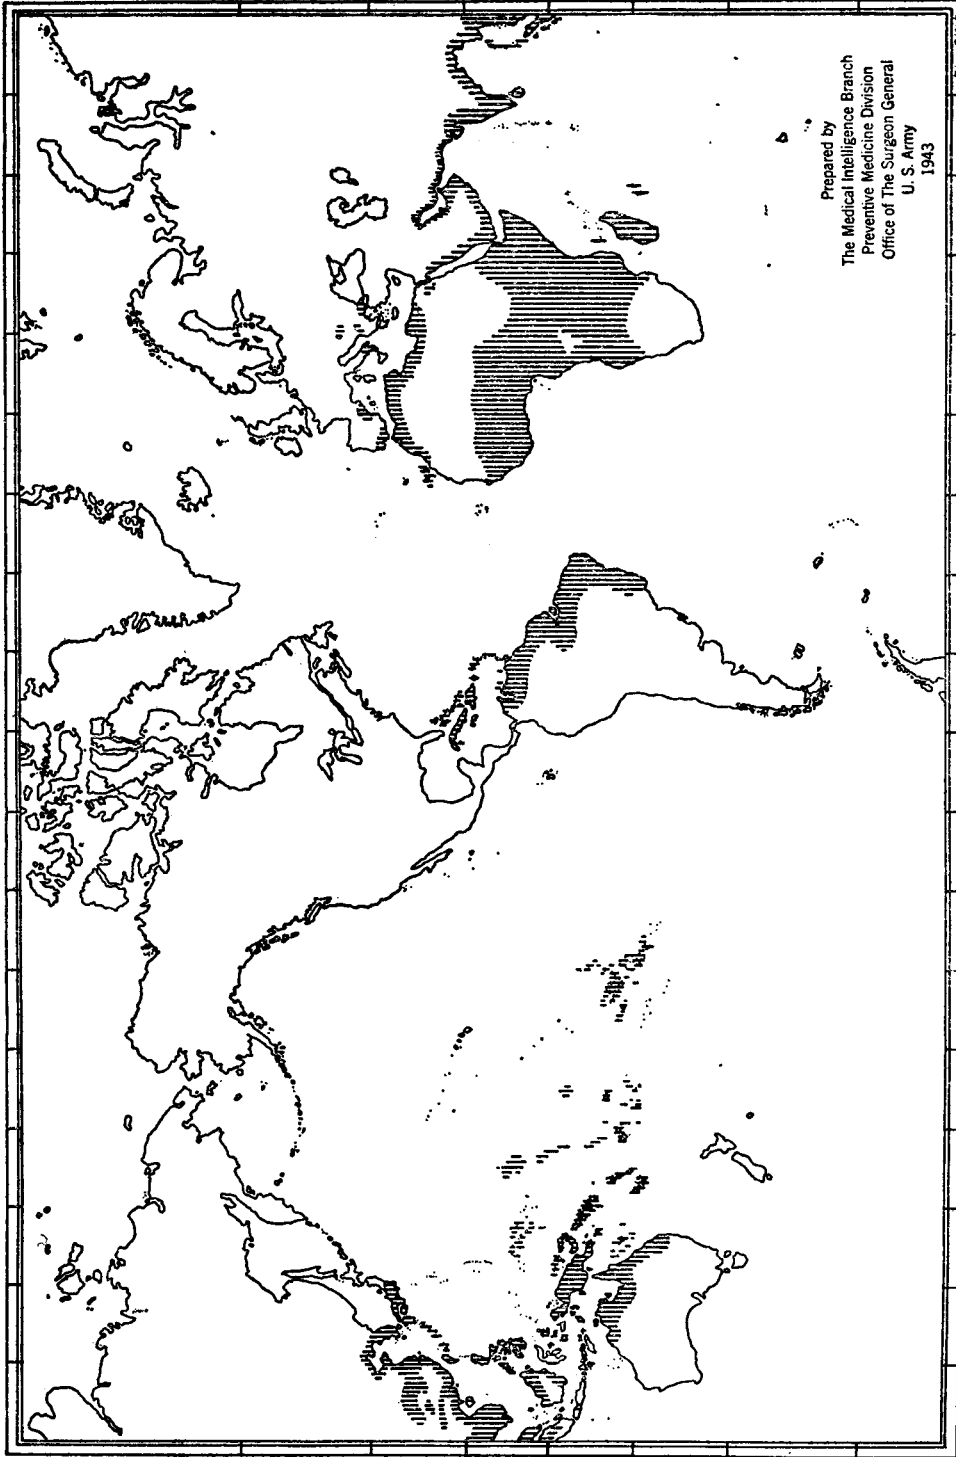 Prepared by
The Medical Intelligence Branch
Preventive Medicine Division
Office of The Surgeon General
U. S. Army
1943